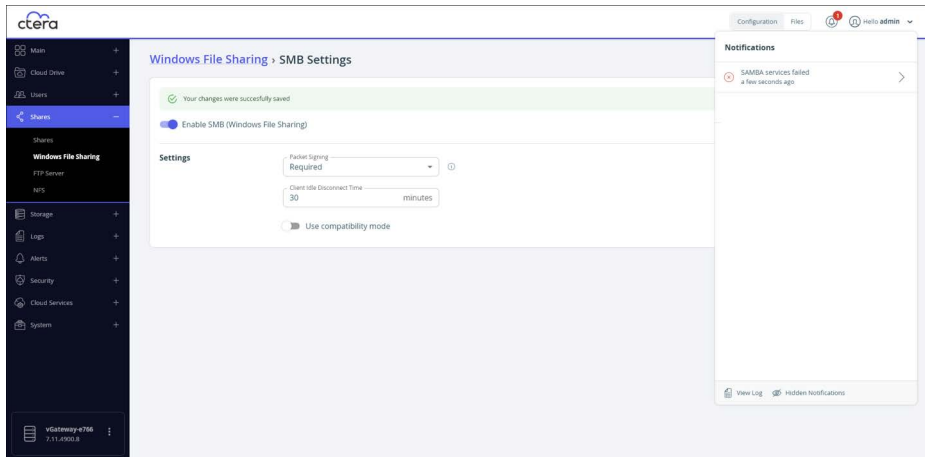 ctera
Configuration
Files
1
Hello admin
Main
Cloud Drive
Users
Shares
Shares
Windows File Sharing
FTP Server
NFS
Storage
Logs
Alerts
Security
Cloud Services
System
vGateway-e766
7.11.4900.8
Windows File Sharing › SMB Settings
Your changes were succesfully saved
Enable SMB (Windows File Sharing)
Settings
Packet Signing
Required
Client Idle Disconnect Time
30 minutes
Use compatibility mode
Notifications
SAMBA services failed
a few seconds ago
View Log
Hidden Notifications